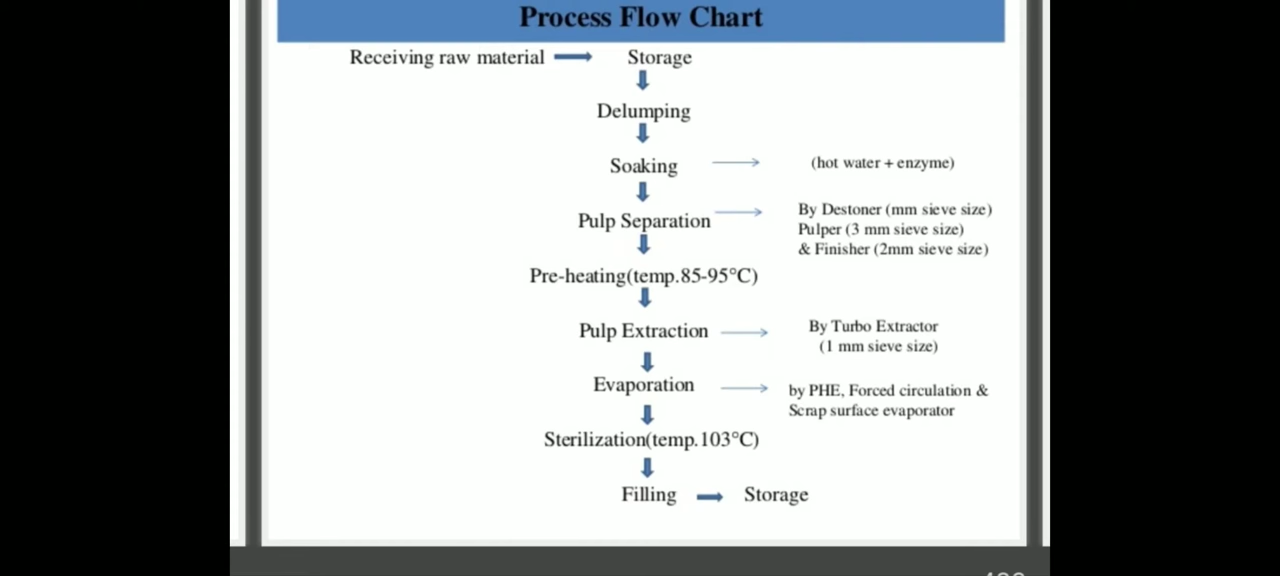 Process Flow Chart
Receiving raw material Storage
Delumping
Soaking (hot water + enzyme)
Pulp Separation By Destoner (mm sieve size)
Pulper (3 mm sieve size)
& Finisher (2mm sieve size)
Pre-heating(temp.85-95°C)
Pulp Extraction By Turbo Extractor
(1 mm sieve size)
Evaporation by PHE, Forced circulation &
Scrap surface evaporator
Sterilization(temp.103°C)
Filling Storage